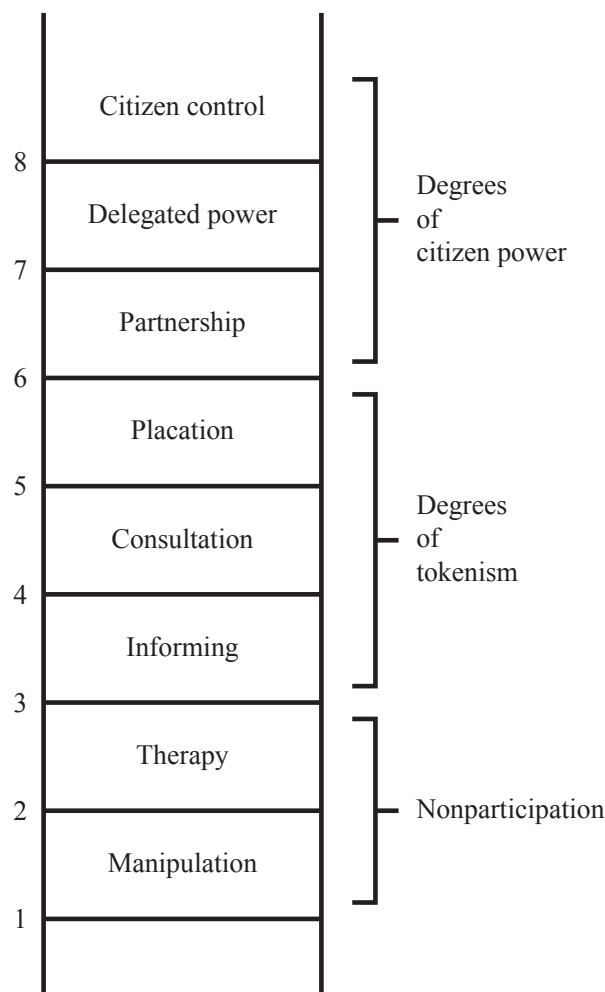 Citizen control
8
Delegated power
7
Partnership
6
Placation
5
Consultation
4
Informing
3
Therapy
2
Manipulation
1
Degrees
of
citizen power
Degrees
of
tokenism
Nonparticipation